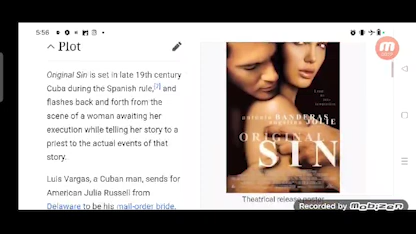 5:56
Plot
Original Sin is set in late 19th century
Cuba during the Spanish rule,[2] and
flashes back and forth from the
scene of a woman awaiting her
execution while telling her story to a
priest to the actual events of that
story.
Luis Vargas, a Cuban man, sends for
American Julia Russell from
Delaware to be his mail-order bride.
antonio BANDERAS
angelina JOLIE
ORIGINAL
SIN
Theatrical release poster
Recorded by Mobizen